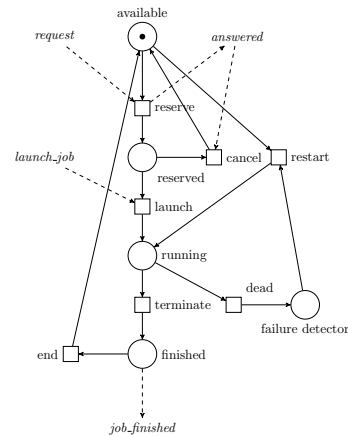 available
request
answered
reserve
launch_job
cancel
restart
reserved
launch
running
dead
terminate
failure detector
end
finished
job_finished